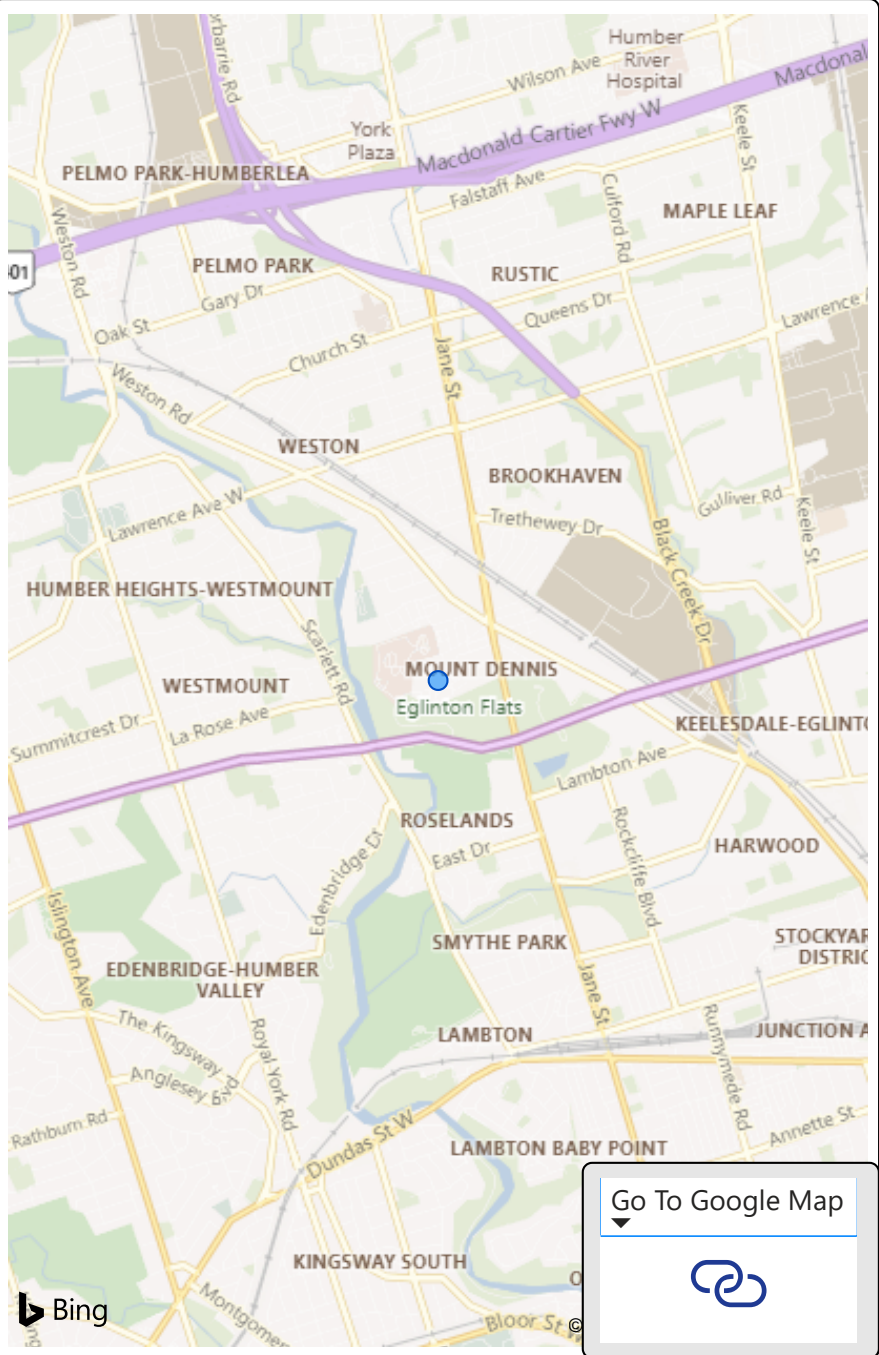 orbarrie Rd
Humber
River
Hospital
Wilson Ave
Macdonal
York
Plaza
Macdonald Cartier Fwy W
Keele St
PELMO PARK-HUMBERLEA
Falstaff Ave
Culford Rd
MAPLE LEAF
Weston Rd
01
PELMO PARK
RUSTIC
Gary Dr
Queens Dr
Lawrence
Oak St
Church St
Jane St
Weston Rd
WESTON
BROOKHAVEN
Gulliver Rd
Lawrence Ave W
Trethewey Dr
Keele St
Black Creek Dr
HUMBER HEIGHTS-WESTMOUNT
Scarlett Rd
MOUNT DENNIS
WESTMOUNT
Eglinton Flats
La Rose Ave
Summitcrest Dr
KEELESDALE-EGLINTO
Lambton Ave
ROSELANDS
Rockcliffe Blvd
HARWOOD
East Dr
Edenbridge Dr
Islington Ave
SMYTHE PARK
STOCKYAR
DISTRIC
EDENBRIDGE-HUMBER
VALLEY
Jane St
The Kingsway
Royal York Rd
LAMBTON
Runnymede Rd
JUNCTION A
Anglesey Blvd
Rathburn Rd
Annette St
Dundas St W
LAMBTON BABY POINT
Go To Google Map
KINGSWAY SOUTH
O
Bing
Montgomer
Bloor St W
©
ing